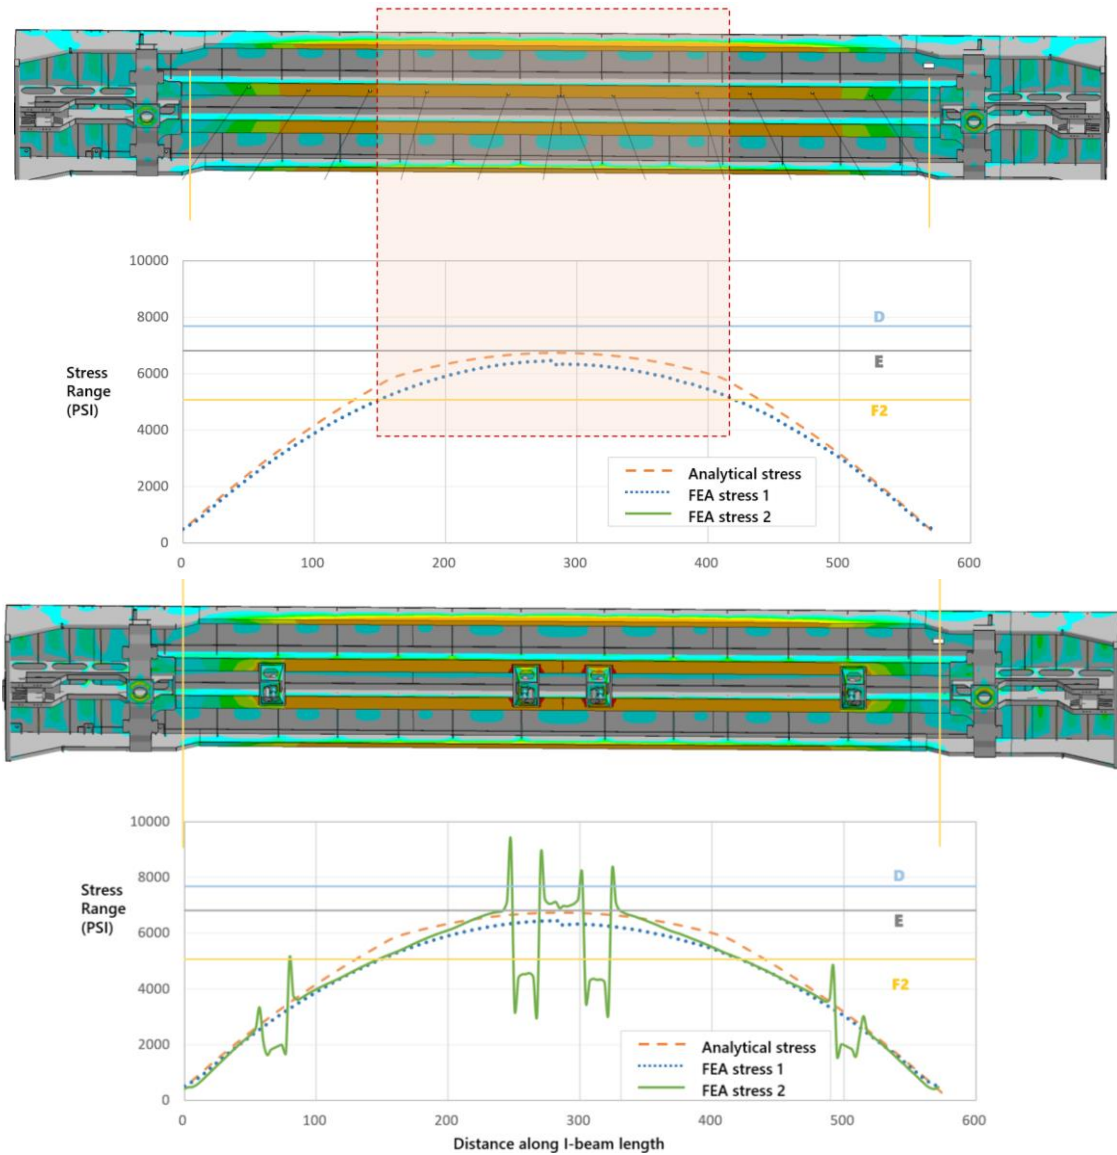 10000
8000
6000
4000
2000
0
Stress
Range
(PSI)
D
E
F2
Analytical stress
FEA stress 1
FEA stress 2
0 100 200 300 400 500 600
10000
8000
6000
4000
2000
0
Stress
Range
(PSI)
D
E
F2
Analytical stress
FEA stress 1
FEA stress 2
0 100 200 300 400 500 600
Distance along I-beam length